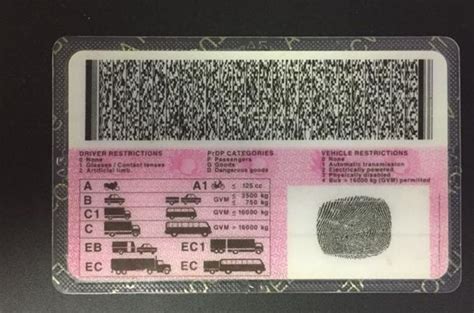 DRIVER RESTRICTIONS
0 None
1 Glasses / Contact lenses
2 Artificial limb
PrDP CATEGORIES
P Passengers
G Goods
D Dangerous goods
VEHICLE RESTRICTIONS
0 None
1 Automatic transmission
2 Electrically powered
3 Physically disabled
4 Bus > 16000 kg (GVM) permitted
A
A1 ≤ 125 cc
B GVM ≤ 3500 kg
≤ 750 kg
C1 GVM ≤ 16000 kg
C GVM > 16000 kg
EB
EC1
EC
EC